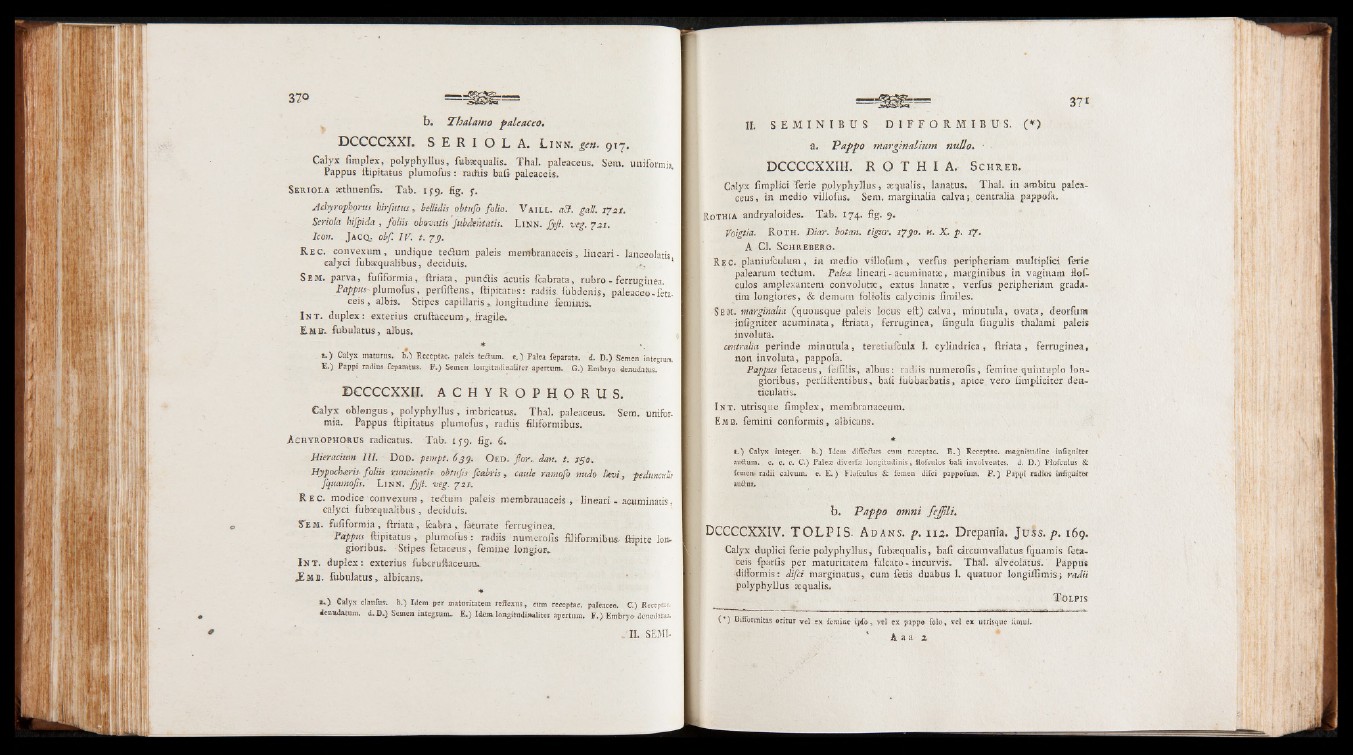 370
b. Thalamo paleaceo.
DCCCCXXI. SERIOLA. LINN. gen. 917.
Calyx ſimplex, polyphyllus, ſubæqualis. Thal. paleaceus. Sem. uniformia.
Pappus ſtipitatus plumoſus: radiis baſi paleaceis.
SERIOLA æthnenſis. Tab. 159. fig. 5.
Achyrophorus hirſutus, bellidis obtuſo folio. VAILL. act. gall. 1721.
Seriola hiſpida, foliis obovatis ſubdentatis. LINN. ſyſt. veg. 721.
Icon. JACQ. obſ. IV. t. 79.
REC. convexum, undique tectum paleis membranaceis, lineari-lanceolatis,
calyci ſubæqualibus, deciduis.
SEM. parva, fuſiformia, ſtriata, punctis acutis ſcabrata, rubro-ferruginea.
Pappus plumoſus, perſiſtens, ſtipitatus: radiis ſubdenis, paleaceo-ſeta-
ceis, albis. Stipes capillaris, longitudine ſeminis.
INT. duplex: exterius cruſtaceum, fragile.
EMB. ſubulatus, albus.
*
a.) Calyx maturus. b.) Receptac. paleis tectum. c.) Palea ſeparata. d. D.) Semen integrum.
E.) Pappi radius ſeparatus. F.) Semen longitudinaliter apertum. G.) Embryo denudatus.
DCCCCXXII. ACHYROPHORUS.
Calyx oblongus, polyphyllus, imbricatus. Thal. paleaceus. Sem. unifor-
mia. Pappus ſtipitatus plumoſus, radiis filiformibus.
ACHYROPHORUS radicatus. Tab. 159. fig. 6.
Hieracium III. DOD. pempt. 639. OED. flor. dan. t. 150.
Hypochæris foliis runcinatis obtuſis ſcabris, caule ramoſo nudo lævi, pedunculis
ſquamoſis. LINN. ſyſt. veg. 721.
REC. modice convexum, tectum paleis membranaceis, lineari-acuminatis,
calyci ſubæqualibus, deciduis.
SEM. fuſiformia, ſtriata, ſcabra, ſaturate ferruginea.
Pappus ſtipitatus, plumoſus: radiis numeroſis filiformibus ſtipite lon-
gioribus. Stipes ſetaceus, ſemine longior.
INT. duplex: exterius ſubcruſtaceum.
EMB. ſubulatus, albicans.
*
a.) Calyx clauſus. b.) Idem per maturitatem reflexus, cum receptac. paleaceo. C.) Receptac.
denudatum. d. D.) Semen integrum. E.) Idem longitudinaliter apertum. F.) Embryo denudatus.
II. SEMI-
371
II. SEMINIBUS DIFFORMIBUS. (*)
a. Pappo marginalium nullo.
DCCCCXXIII. ROTHIA. SCHREB.
Calyx ſimplici ſerie polyphyllus, æqualis, lanatus. Thal. in ambitu palea-
ceus, in medio villoſus. Sem. marginalia calva; centralia pappoſa.
ROTHIA andryaloides. Tab. 174. fig. 9.
Voigtia. ROTH. Diar. botan. tigur. 1790. n. X. p. 17.
A Cl. SCHREBERO.
REC. planiuſculum, in medio villoſum, verſus peripheriam multiplici ſerie
palearum tectum. Paleæ lineari-acuminatæ, marginibus in vaginam floſ-
culos amplexantem convolutæ, extus lanatæ, verſus peripheriam grada-
tim longiores, & demum foliolis calycinis ſimiles.
SEM. marginalia (quousque paleis locus eſt) calva, minutula, ovata, deorſum
inſigniter acuminata, ſtriata, ferruginea, ſingula ſingulis thalami paleis
involuta.
centralia perinde minutula, teretiuſcula l. cylindrica, ſtriata, ferruginea,
non involuta, pappoſa.
Pappus ſetaceus, ſeſſilis, albus: radiis numeroſis, ſemine quintuplo lon-
gioribus, perſiſtentibus, baſi ſubbarbatis, apice vero ſimpliciter den-
ticulatis.
INT. utrisque ſimplex, membranaceum.
EMB. ſemini conformis, albicans.
*
a.) Calyx integer. b.) Idem diſſectus cum receptac. B.) Receptac. magnitudine inſigniter
auctum. c. c. c. C.) Paleæ diverſæ longitudinis, floſculos baſi involventes. d. D.) Floſculus &
ſemen radii calvum. e. E.) Floſculus & ſemen diſci pappoſum. F.) Pappi radius inſigniter
auctus.
b. Pappo omni ſeſſili.
DCCCCXXIV. TOLPIS. ADANS. p. 112. Drepania. JUSS. p. 169.
Calyx duplici ſerie polyphyllus, ſubæqualis, baſi circumvallatus ſquamis ſeta-
ceis ſparſis per maturitatem falcato-incurvis. Thal. alveolatus. Pappus
difformis: diſci marginatus, cum ſetis duabus l. quatuor longiſſimis; radii
polyphyllus æqualis.
TOLPIS
(*) Difformitas oritur vel ex ſemine ipſo, vel ex pappo ſolo, vel ex utrisque ſimul.
Aaa 2